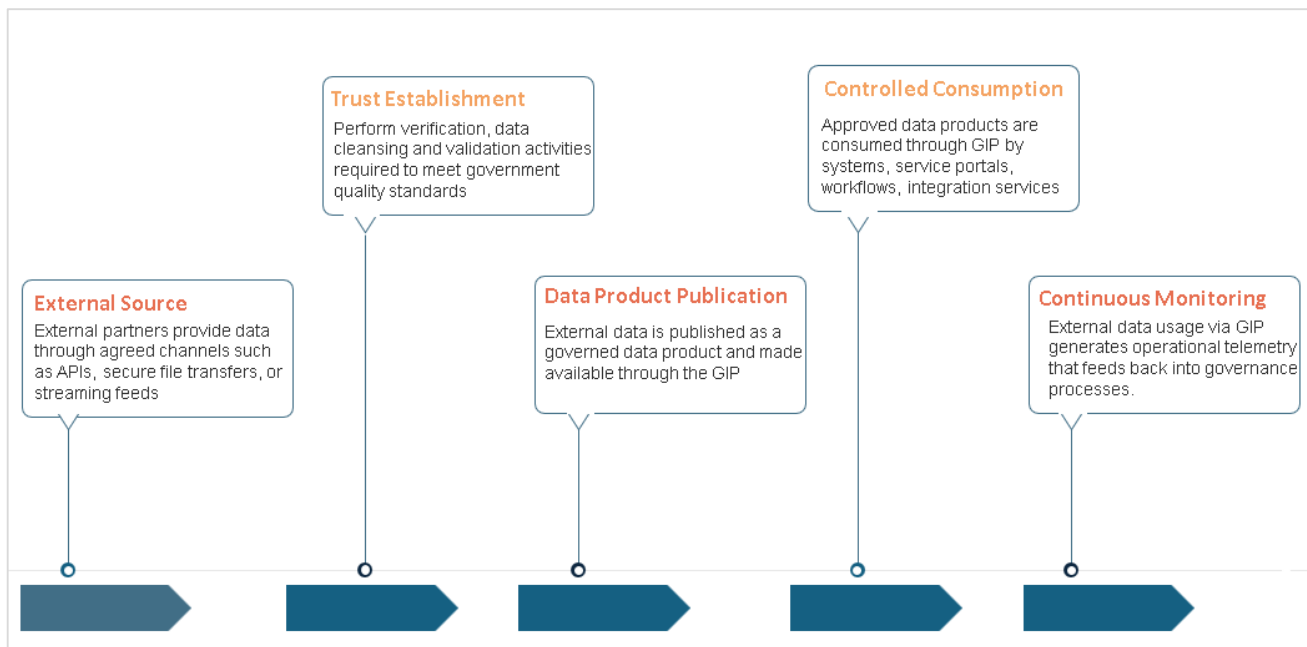 External Source
External partners provide data
through agreed channels such
as APIs, secure file transfers, or
streaming feeds
Trust Establishment
Perform verification, data
cleansing and validation activities
required to meet government
quality standards
Data Product Publication
External data is published as a
governed data product and made
available through the GIP
Controlled Consumption
Approved data products are
consumed through GIP by
systems, service portals,
workflows, integration services
Continuous Monitoring
External data usage via GIP
generates operational telemetry
that feeds back into governance
processes.